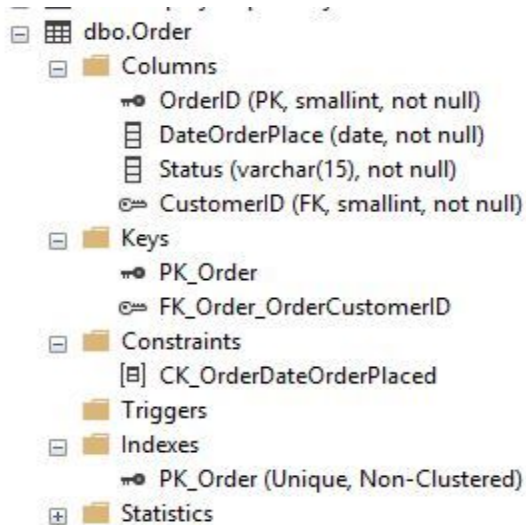 dbo.Order
Columns
OrderID (PK, smallint, not null)
DateOrderPlace (date, not null)
Status (varchar(15), not null)
CustomerID (FK, smallint, not null)
Keys
PK_Order
FK_Order_OrderCustomerID
Constraints
CK_OrderDateOrderPlaced
Triggers
Indexes
PK_Order (Unique, Non-Clustered)
Statistics